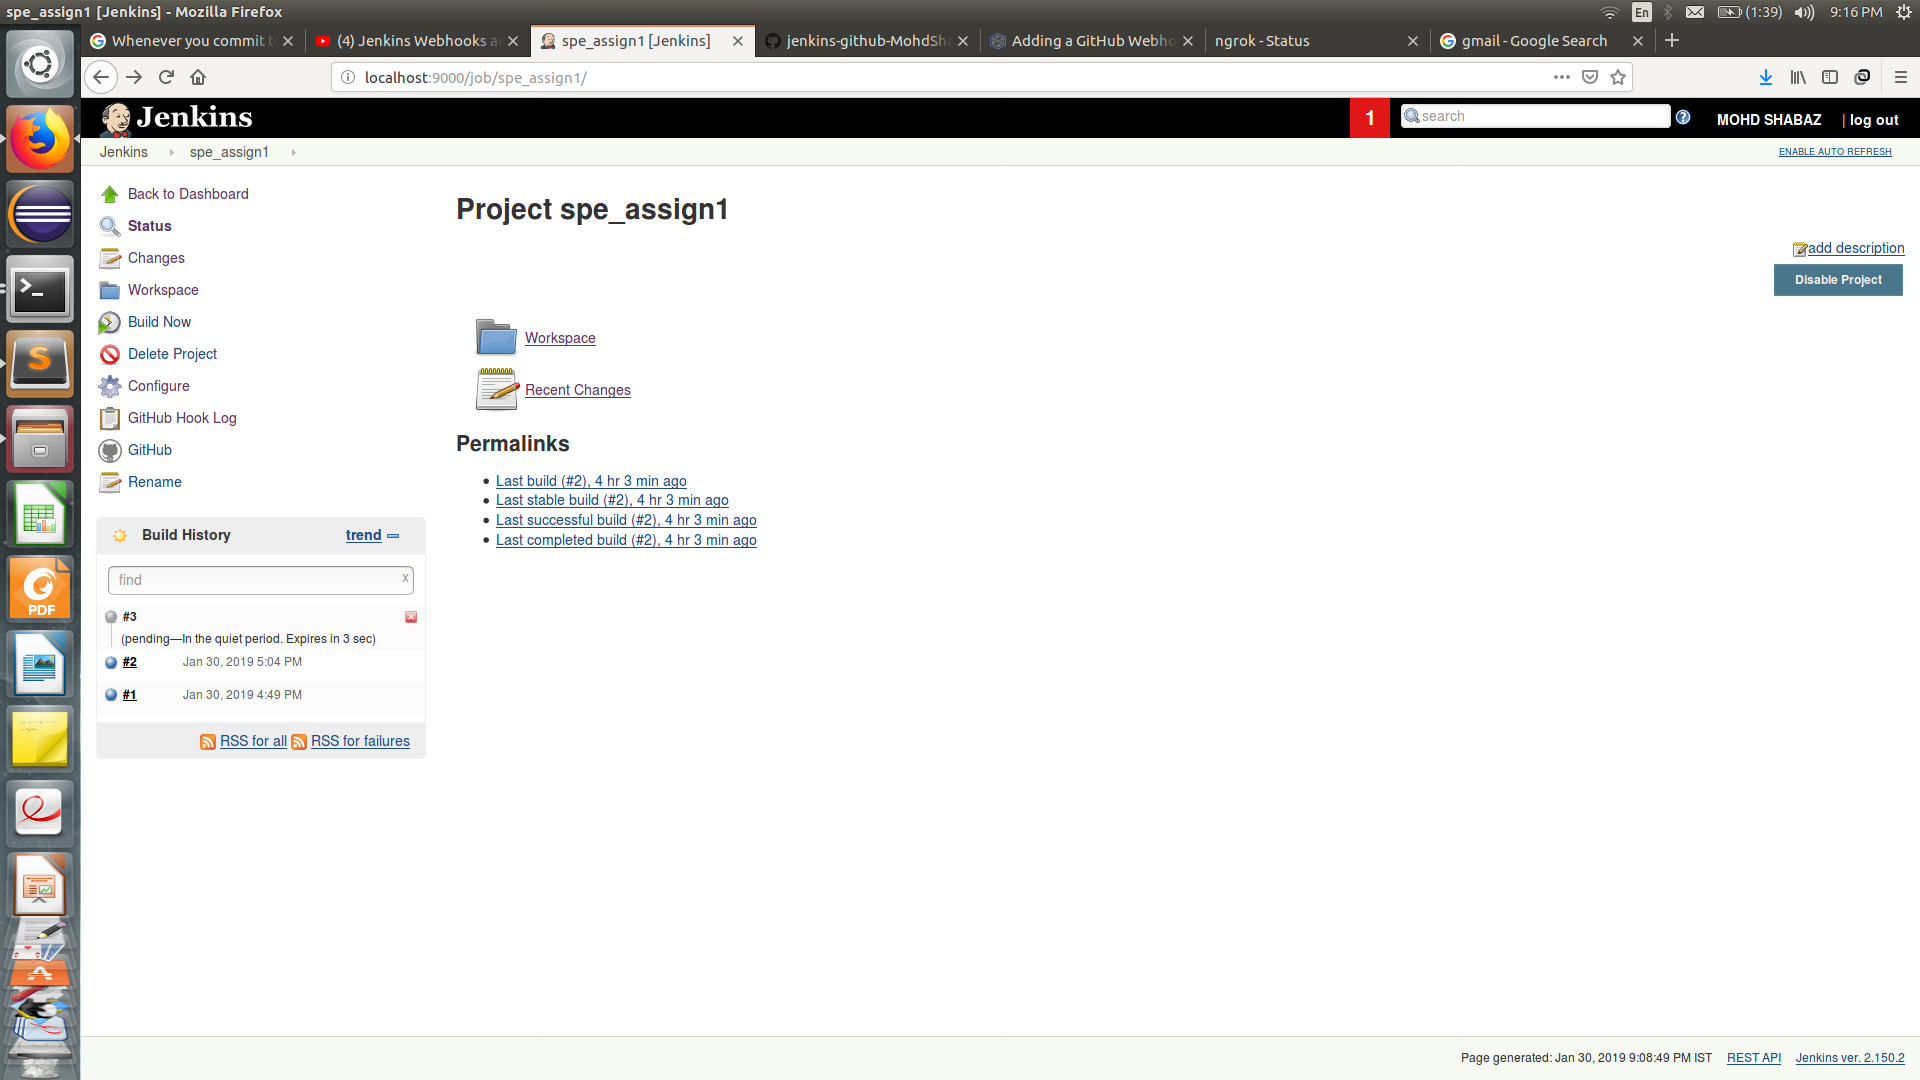 spe_assign1 [Jenkins] - Mozilla Firefox
En
(1:39)
9:16 PM
Whenever you commit t
(4) Jenkins Webhooks a
spe_assign1 [Jenkins]
jenkins-github-MohdSha
Adding a GitHub Webho
ngrok - Status
gmail - Google Search
localhost:9000/job/spe_assign1/
Jenkins
1
search
MOHD SHABAZ
| log out
Jenkins
spe_assign1
ENABLE AUTO REFRESH
Back to Dashboard
Status
Changes
Workspace
Build Now
Delete Project
Configure
GitHub Hook Log
GitHub
Rename
Project spe_assign1
add description
Disable Project
Workspace
Recent Changes
Permalinks
Last build (#2), 4 hr 3 min ago
Last stable build (#2), 4 hr 3 min ago
Last successful build (#2), 4 hr 3 min ago
Last completed build (#2), 4 hr 3 min ago
Build History
trend
find
x
#3
(pending—In the quiet period. Expires in 3 sec)
#2 Jan 30, 2019 5:04 PM
#1 Jan 30, 2019 4:49 PM
RSS for all RSS for failures
PDF
Page generated: Jan 30, 2019 9:08:49 PM IST
REST API
Jenkins ver. 2.150.2